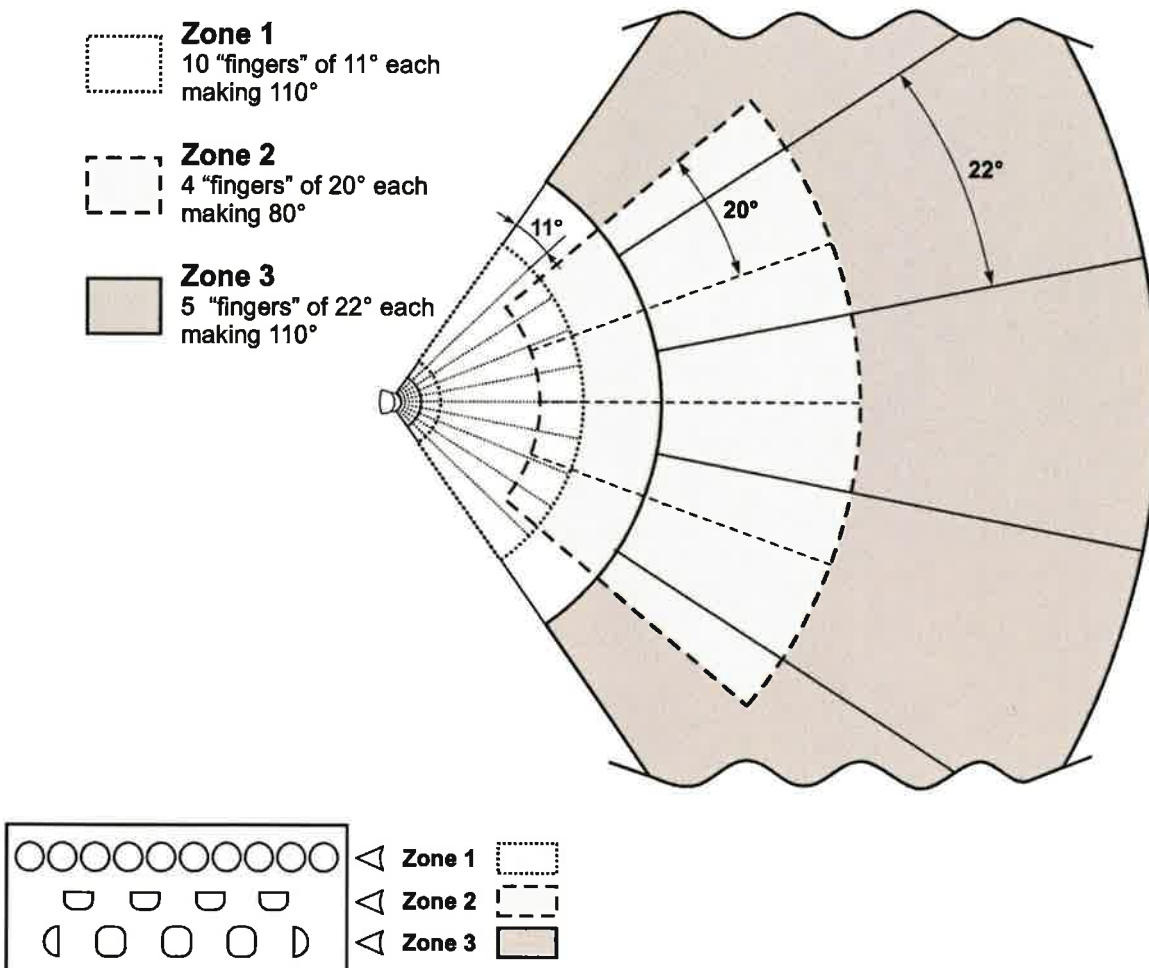 Zone 1
10 “fingers” of 11° each
making 110°
Zone 2
4 “fingers” of 20° each
making 80°
Zone 3
5 “fingers” of 22° each
making 110°
11°
20°
22°
Zone 1
Zone 2
Zone 3